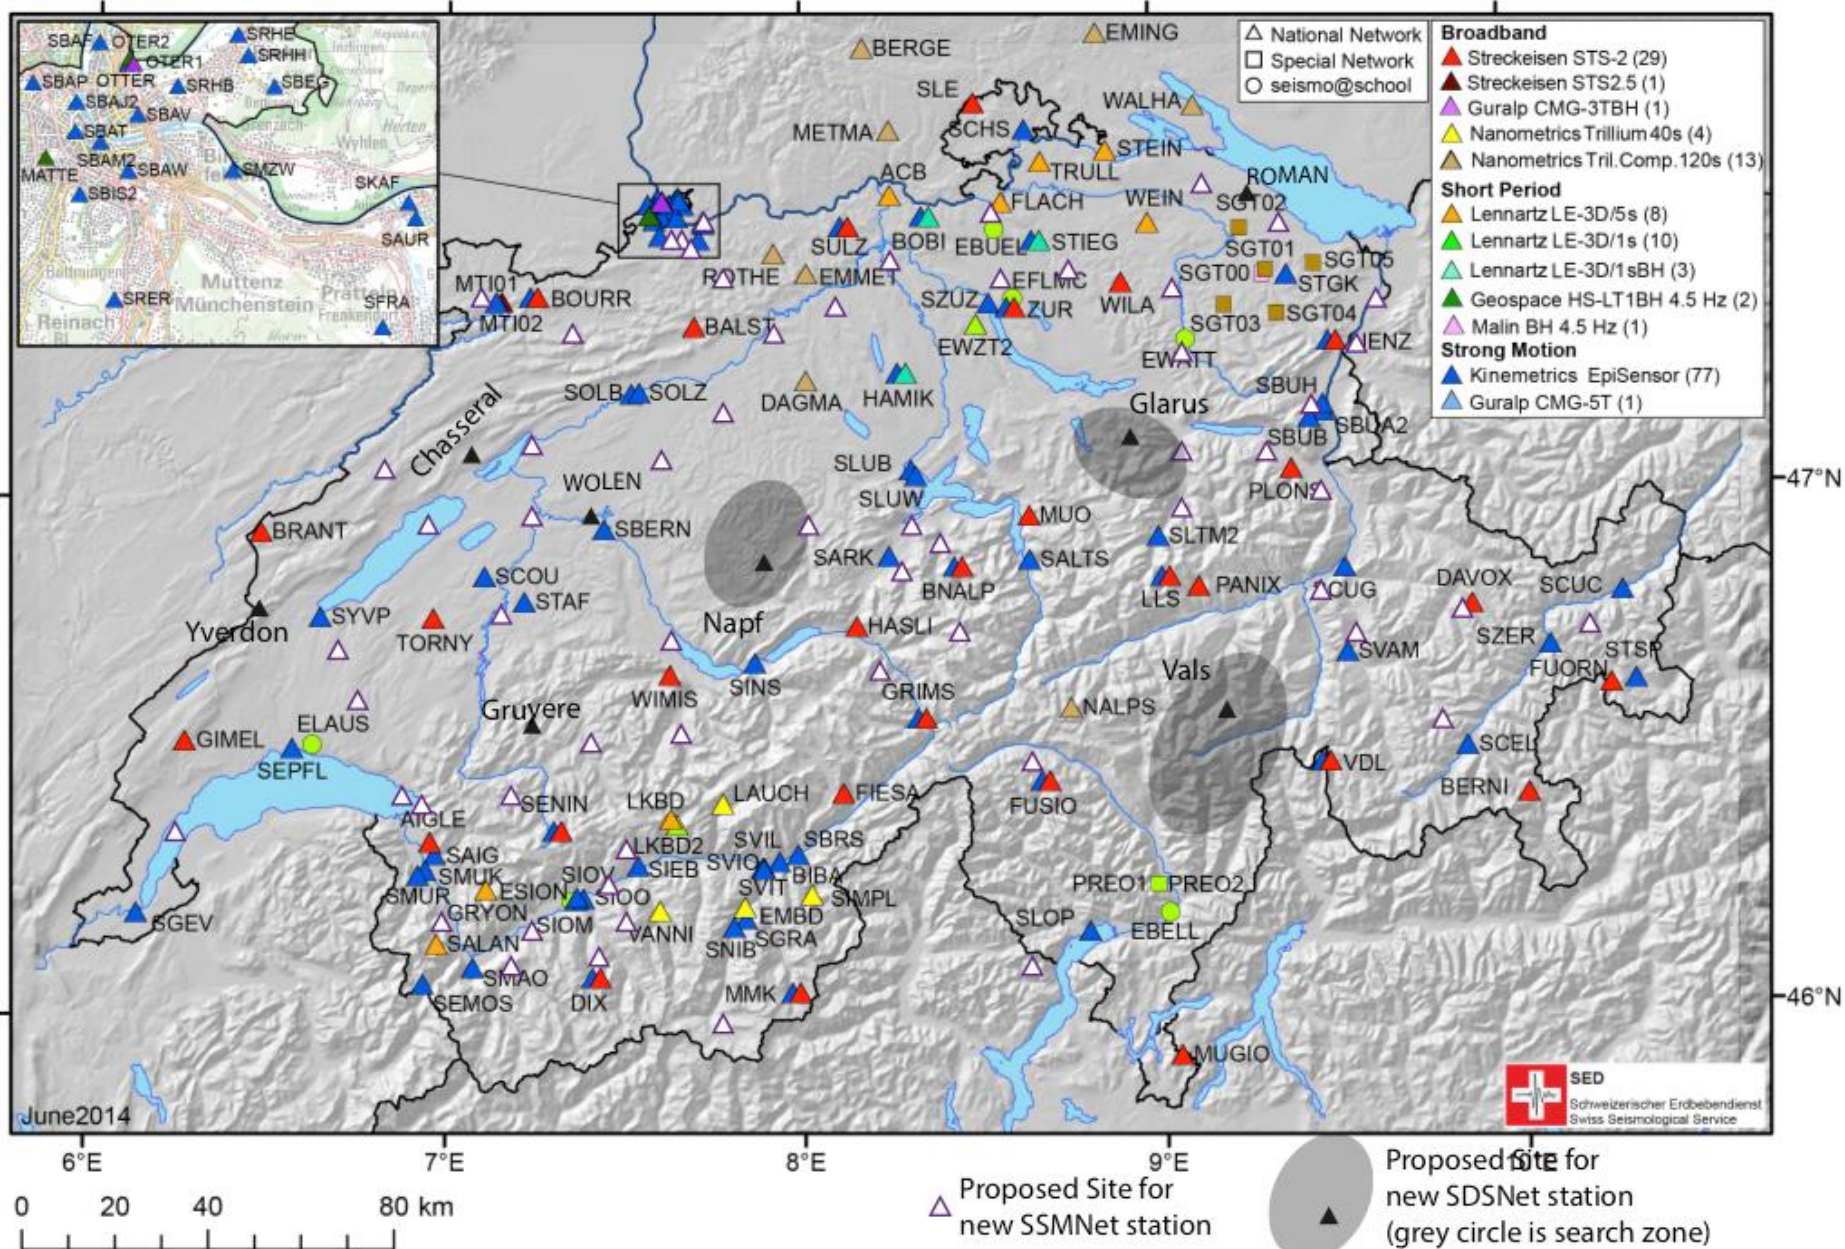 SBAF
OTER2
OTER1
OTTER
SBAP
SBAJ2
SBAV
SBAT
SBAM2
SBAW
MATTE
SBIS2
SRHE
SRHH
SRHB
SBEG
SMZW
SKAF
SAUR
SRER
SFRA
Wyhlen
Herten
Bettmingen
Muttenz
Münchenstein
Pratteln
Frenkendorf
Reinach
BERGE
EMING
SLE
METMA
SCHS
WALHA
STEIN
TRULL
ACB
FLACH
WEIN
ROMAN
SGT02
SGT01
SGT05
SGT00
STGK
SGT04
SGT03
SULZ
BOBI
EBUEL
STIEG
ROTHE
EMMET
EFLMC
WILA
MTI01
MTI02
BOURR
BALST
SZUZ
ZUR
EWZT2
EWATT
SENZ
SOLB
SOLZ
DAGMA
HAMIK
SBUH
SBUA2
SBUB
Chasseral
Glarus
SLUB
SLUW
PLONS
WOLEN
SBERN
BRANT
MUO
SLTM2
SALTS
SARK
BNALP
SCOU
STAF
SYVP
TORNY
Yverdon
Napf
HASLI
LLS
PANIX
SCUG
DAVOX
SCUC
SZER
FUORN
STSP
SVAM
SINS
WIMIS
GRIMS
NALPS
Vals
Gruyere
GIMEL
ELAUS
SEPFL
VDL
SCEL
BERNI
FUSIO
FIESA
LAUCH
LKBD
LKBD2
SENIN
AIGLE
SAIG
SMUK
SMUR
ESION
GRYON
SALAN
SIOV
SIOO
SIOM
SIEB
SVIL
SVIO
SVIT
SBRS
BIBA
SIMPL
EMBD
SGRA
SNIB
VANNI
SMAO
SEMOS
DIX
MMK
SGEV
PREO1
PREO2
EBELL
SLOP
MUGIO
National Network
Special Network
seismo@school
Broadband
Streckeisen STS-2 (29)
Streckeisen STS2.5 (1)
Guralp CMG-3TBH (1)
Nanometrics Trillium 40s (4)
Nanometrics Tril.Comp.120s (13)
Short Period
Lennartz LE-3D/5s (8)
Lennartz LE-3D/1s (10)
Lennartz LE-3D/1sBH (3)
Geospace HS-LT1BH 4.5 Hz (2)
Malin BH 4.5 Hz (1)
Strong Motion
Kinemetrics EpiSensor (77)
Guralp CMG-5T (1)
47°N
46°N
SED
Schweizerischer Erdbebendienst
Swiss Seismological Service
June2014
6°E
7°E
8°E
9°E
10°E
0 20 40 80 km
Proposed Site for
new SSMNet station
Proposed Site for
new SDSNet station
(grey circle is search zone)